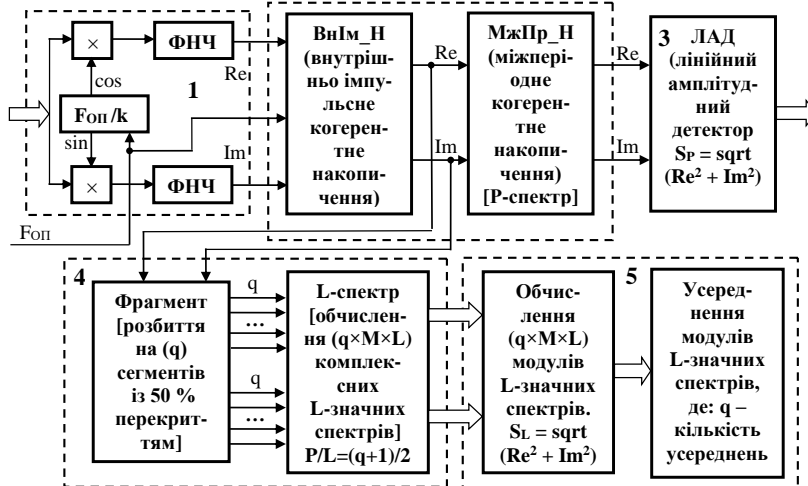 ×
ФНЧ
cos
Re
1
FОП/k
sin
Im
×
ФНЧ
FОП
ВнІм_Н
(внутріш-
ньо імпу-
льсне
когерен-
тне
накопи-
чення)
Re
Im
МжПр_Н
(міжпері-
одне
когерен-
тне
накопи-
чення)
[P-спектр]
Re
Im
3 ЛАД
(лінійний
амплітуд-
ний
детектор
SP = sqrt
(Re² + Im²)
4
Фрагмент
[розбиття
на (q)
сегментів
із 50 %
перекрит-
тям]
q
...
q
...
L-спектр
[обчислен-
ня (q×M×L)
комплек-
сних
L-значних
спектрів]
P/L=(q+1)/2
Обчис-
лення
(q×M×L)
модулів
L-значних
спектрів.
SL = sqrt
(Re² + Im²)
5
Усеред-
нення
модулів
L-значних
спектрів,
де: q –
кількість
усереднень